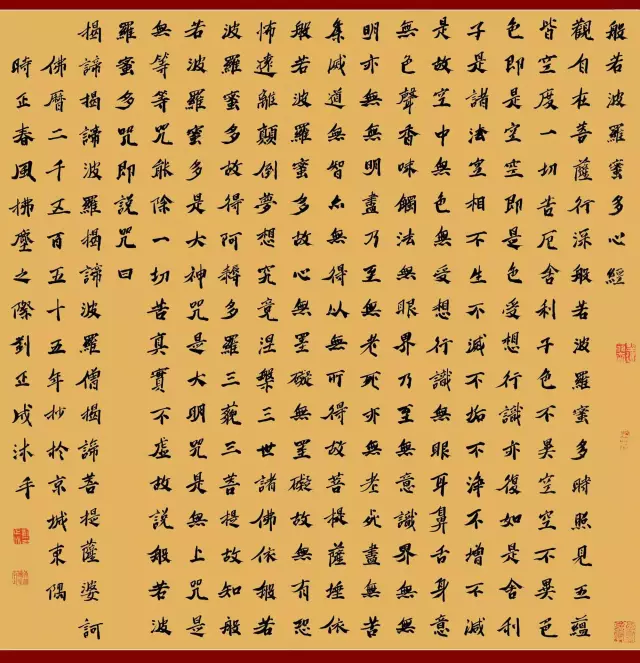 般若波羅蜜多心經
觀自在菩薩行深般若波羅蜜多時照見五蘊
皆空度一切苦厄舍利子色不異空空不異色
色即是空空即是色受想行識亦復如是舍利
子是諸法空相不生不滅不垢不淨不增不減
是故空中無色無受想行識無眼耳鼻舌身意
無色聲香味觸法無眼界乃至無意識界無無
明亦無無明盡乃至無老死亦無老死盡無苦
集滅道無智亦無得以無所得故菩提薩埵依
般若波羅蜜多故心無罣礙無罣礙故無有恐
怖遠離顛倒夢想究竟涅槃三世諸佛依般若
波羅蜜多故得阿耨多羅三藐三菩提故知般
若波羅蜜多是大神咒是大明咒是無上咒是
無等等咒能除一切苦真實不虛故說般若波
羅蜜多咒即說咒曰
揭諦揭諦波羅揭諦波羅僧揭諦菩提薩婆訶
佛曆二千五百五十五年抄於京城東隅
時正春風拂塵之際劉正成沐手